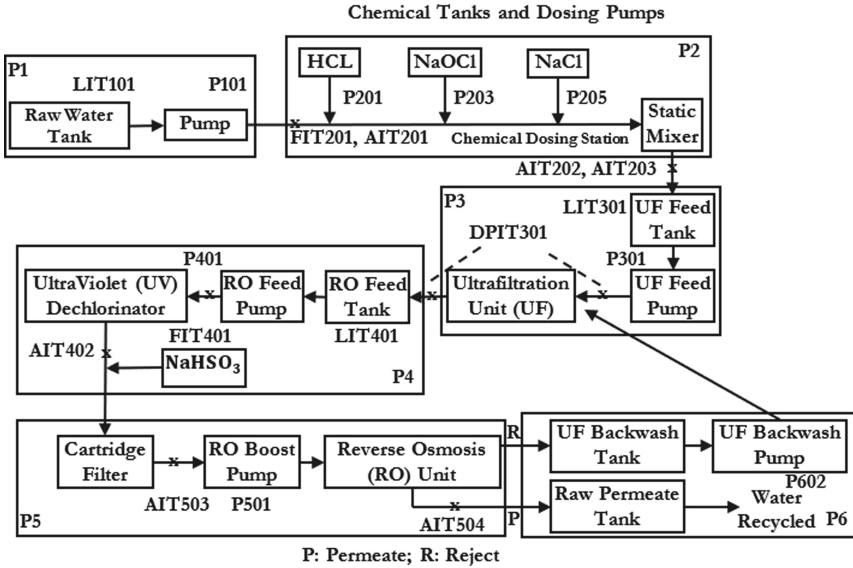 Chemical Tanks and Dosing Pumps
P1
LIT101
P101
Raw Water
Tank
Pump
P2
HCL
NaOCl
NaCl
P201
P203
P205
Static
Mixer
FIT201, AIT201
Chemical Dosing Station
AIT202, AIT203
P3
LIT301
UF Feed
Tank
DPIT301
P301
UF Feed
Pump
Ultrafiltration
Unit (UF)
P401
UltraViolet (UV)
Dechlorinator
RO Feed
Pump
RO Feed
Tank
FIT401
LIT401
AIT402
NaHSO₃
P4
Cartridge
Filter
RO Boost
Pump
Reverse Osmosis
(RO) Unit
R
UF Backwash
Tank
UF Backwash
Pump
P602
AIT503
P501
AIT504
P5
P
Raw Permeate
Tank
Water
Recycled
P6
P: Permeate; R: Reject